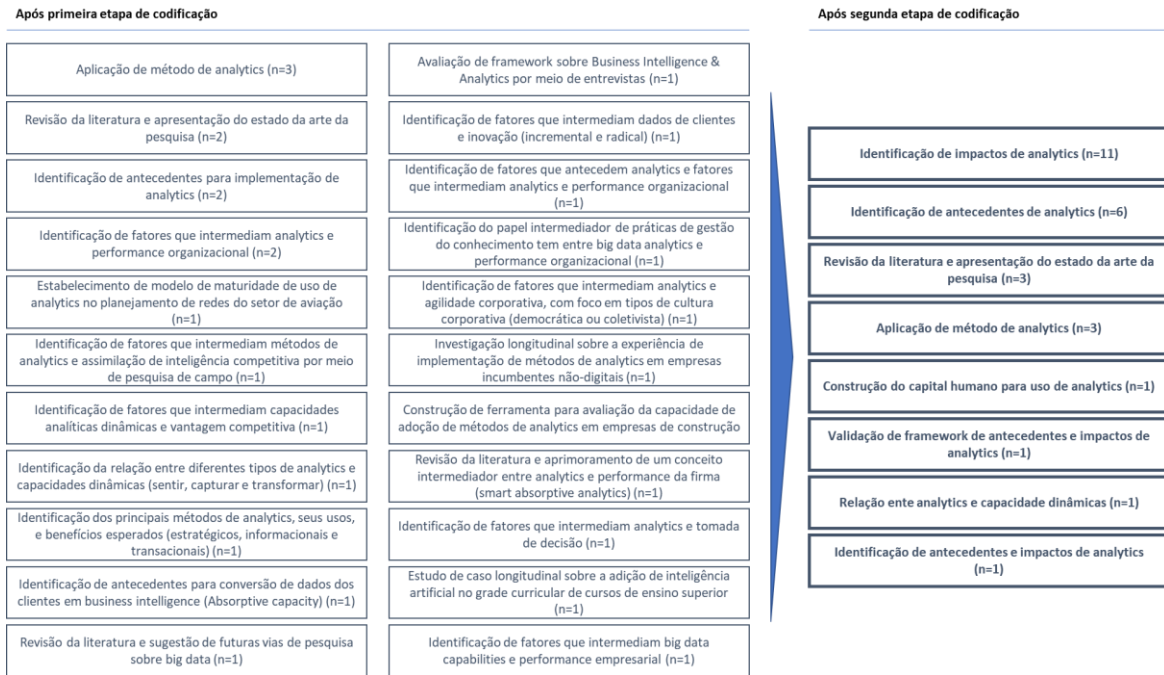 Após primeira etapa de codificação
Aplicação de método de analytics (n=3)
Revisão da literatura e apresentação do estado da arte da
pesquisa (n=2)
Identificação de antecedentes para implementação de
analytics (n=2)
Identificação de fatores que intermediam analytics e
performance organizacional (n=2)
Estabelecimento de modelo de maturidade de uso de
analytics no planejamento de redes do setor de aviação
(n=1)
Identificação de fatores que intermediam métodos de
analytics e assimilação de inteligência competitiva por meio
de pesquisa de campo (n=1)
Identificação de fatores que intermediam capacidades
analíticas dinâmicas e vantagem competitiva (n=1)
Identificação da relação entre diferentes tipos de analytics e
capacidades dinâmicas (sentir, capturar e transformar) (n=1)
Identificação dos principais métodos de analytics, seus usos,
e benefícios esperados (estratégicos, informacionais e
transacionais) (n=1)
Identificação de antecedentes para conversão de dados dos
clientes em business intelligence (Absorptive capacity) (n=1)
Revisão da literatura e sugestão de futuras vias de pesquisa
sobre big data (n=1)
Avaliação de framework sobre Business Intelligence &
Analytics por meio de entrevistas (n=1)
Identificação de fatores que intermediam dados de clientes
e inovação (incremental e radical) (n=1)
Identificação de fatores que antecedem analytics e fatores
que intermediam analytics e performance organizacional
(n=1)
Identificação do papel intermediador de práticas de gestão
do conhecimento tem entre big data analytics e
performance organizacional (n=1)
Identificação de fatores que intermediam analytics e
agilidade corporativa, com foco em tipos de cultura
corporativa (democrática ou coletivista) (n=1)
Investigação longitudinal sobre a experiência de
implementação de métodos de analytics em empresas
incumbentes não-digitais (n=1)
Construção de ferramenta para avaliação da capacidade de
adoção de métodos de analytics em empresas de construção
Revisão da literatura e aprimoramento de um conceito
intermediador entre analytics e performance da firma
(smart absorptive analytics) (n=1)
Identificação de fatores que intermediam analytics e tomada
de decisão (n=1)
Estudo de caso longitudinal sobre a adição de inteligência
artificial no grade curricular de cursos de ensino superior
(n=1)
Identificação de fatores que intermediam big data
capabilities e performance empresarial (n=1)
Após segunda etapa de codificação
Identificação de impactos de analytics (n=11)
Identificação de antecedentes de analytics (n=6)
Revisão da literatura e apresentação do estado da arte da
pesquisa (n=3)
Aplicação de método de analytics (n=3)
Construção do capital humano para uso de analytics (n=1)
Validação de framework de antecedentes e impactos de
analytics (n=1)
Relação ente analytics e capacidade dinâmicas (n=1)
Identificação de antecedentes e impactos de analytics
(n=1)